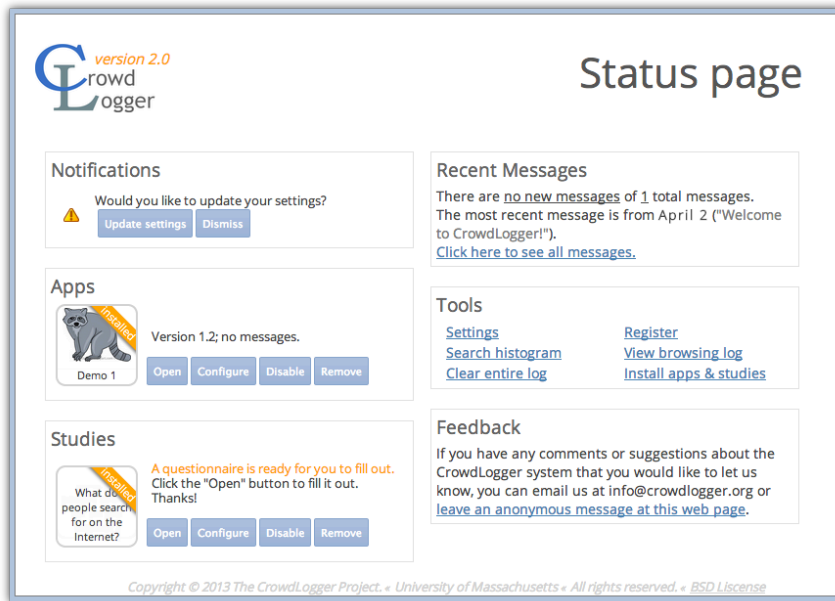 version 2.0
Crowd
Logger
Status page
Notifications
Would you like to update your settings?
Update settings Dismiss
Apps
Installed
Demo 1
Version 1.2; no messages.
Open Configure Disable Remove
Studies
Installed
What do
people search
for on the
Internet?
A questionnaire is ready for you to fill out.
Click the "Open" button to fill it out.
Thanks!
Open Configure Disable Remove
Recent Messages
There are no new messages of 1 total messages.
The most recent message is from April 2 ("Welcome
to CrowdLogger!").
Click here to see all messages.
Tools
Settings Register
Search histogram View browsing log
Clear entire log Install apps & studies
Feedback
If you have any comments or suggestions about the
CrowdLogger system that you would like to let us
know, you can email us at info@crowdlogger.org or
leave an anonymous message at this web page.
Copyright © 2013 The CrowdLogger Project. « University of Massachusetts « All rights reserved. « BSD Liscense